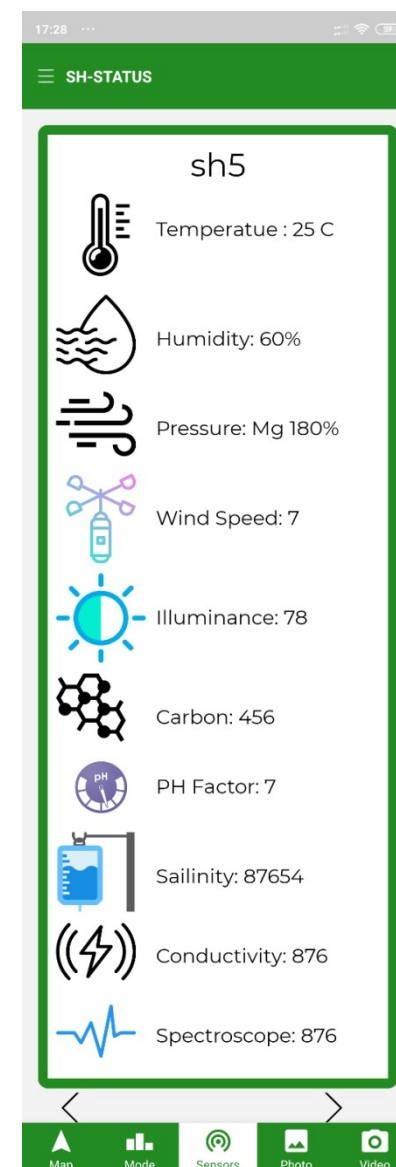 17:28 ...
SH-STATUS
sh5
Temperatue : 25 C
Humidity: 60%
Pressure: Mg 180%
Wind Speed: 7
Illuminance: 78
Carbon: 456
pH
PH Factor: 7
Sailinity: 87654
Conductivity: 876
Spectroscope: 876
Map Mode Sensors Photo Video